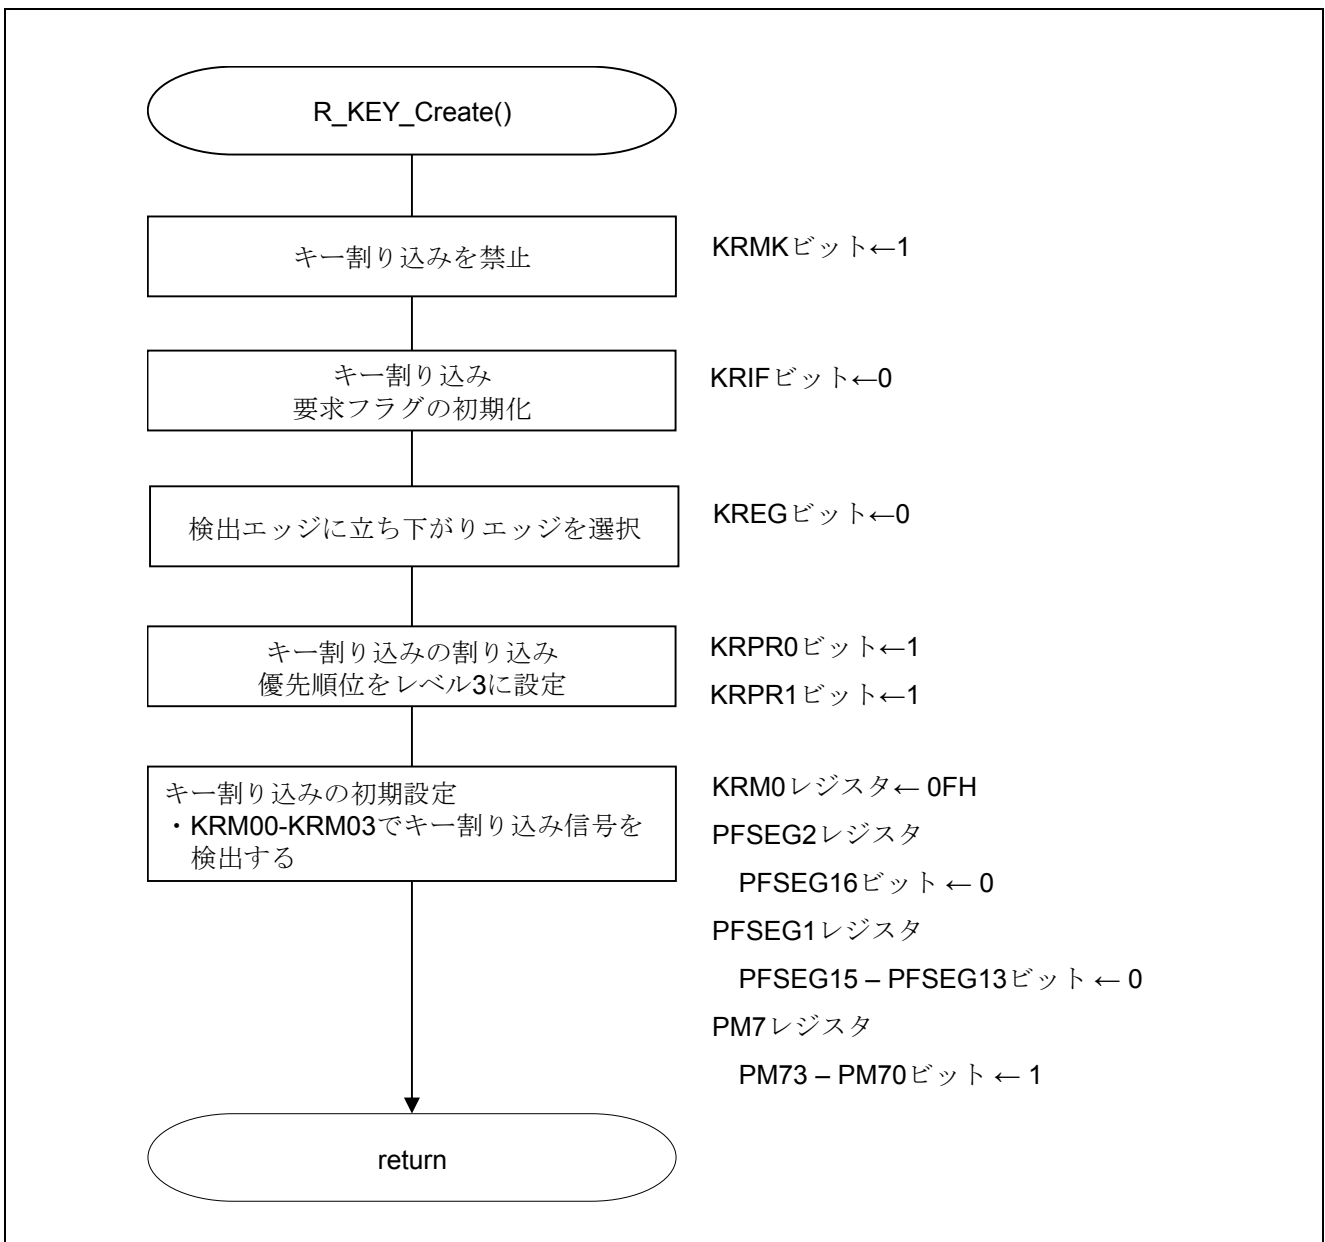 R_KEY_Create()
キー割り込みを禁止
KRMKビット←1
キー割り込み
要求フラグの初期化
KRIFビット←0
検出エッジに立ち下がりエッジを選択
KREGビット←0
キー割り込みの割り込み
優先順位をレベル3に設定
KRPR0ビット←1
KRPR1ビット←1
キー割り込みの初期設定
・KRM00-KRM03でキー割り込み信号を
検出する
KRM0レジスタ← 0FH
PFSEG2レジスタ
PFSEG16ビット ← 0
PFSEG1レジスタ
PFSEG15 – PFSEG13ビット ← 0
PM7レジスタ
PM73 – PM70ビット ← 1
return